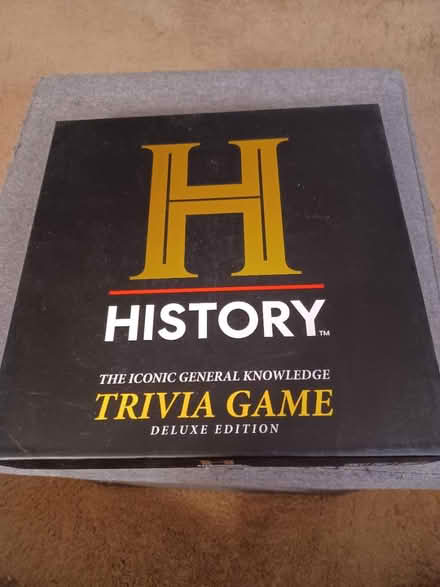 H
HISTORY™
THE ICONIC GENERAL KNOWLEDGE
TRIVIA GAME
DELUXE EDITION